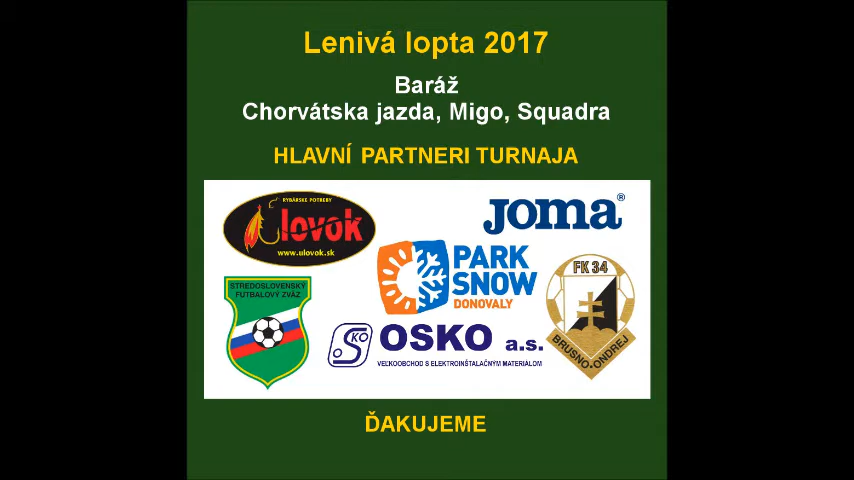 Lenivá lopta 2017
Baráž
Chorvátska jazda, Migo, Squadra
HLAVNÍ PARTNERI TURNAJA
RYBÁRSKE POTREBY
Ulovok
www.ulovok.sk
JOMA®
PARK
SNOW
DONOVALY
FK 34
BRUSNO-ONDREJ
STREDOSLOVENSKÝ
FUTBALOVÝ ZVÄZ
SKO
OSKO a.s.
VEĽKOOBCHOD S ELEKTROINŠTALAČNÝM MATERIÁLOM
ĎAKUJEME